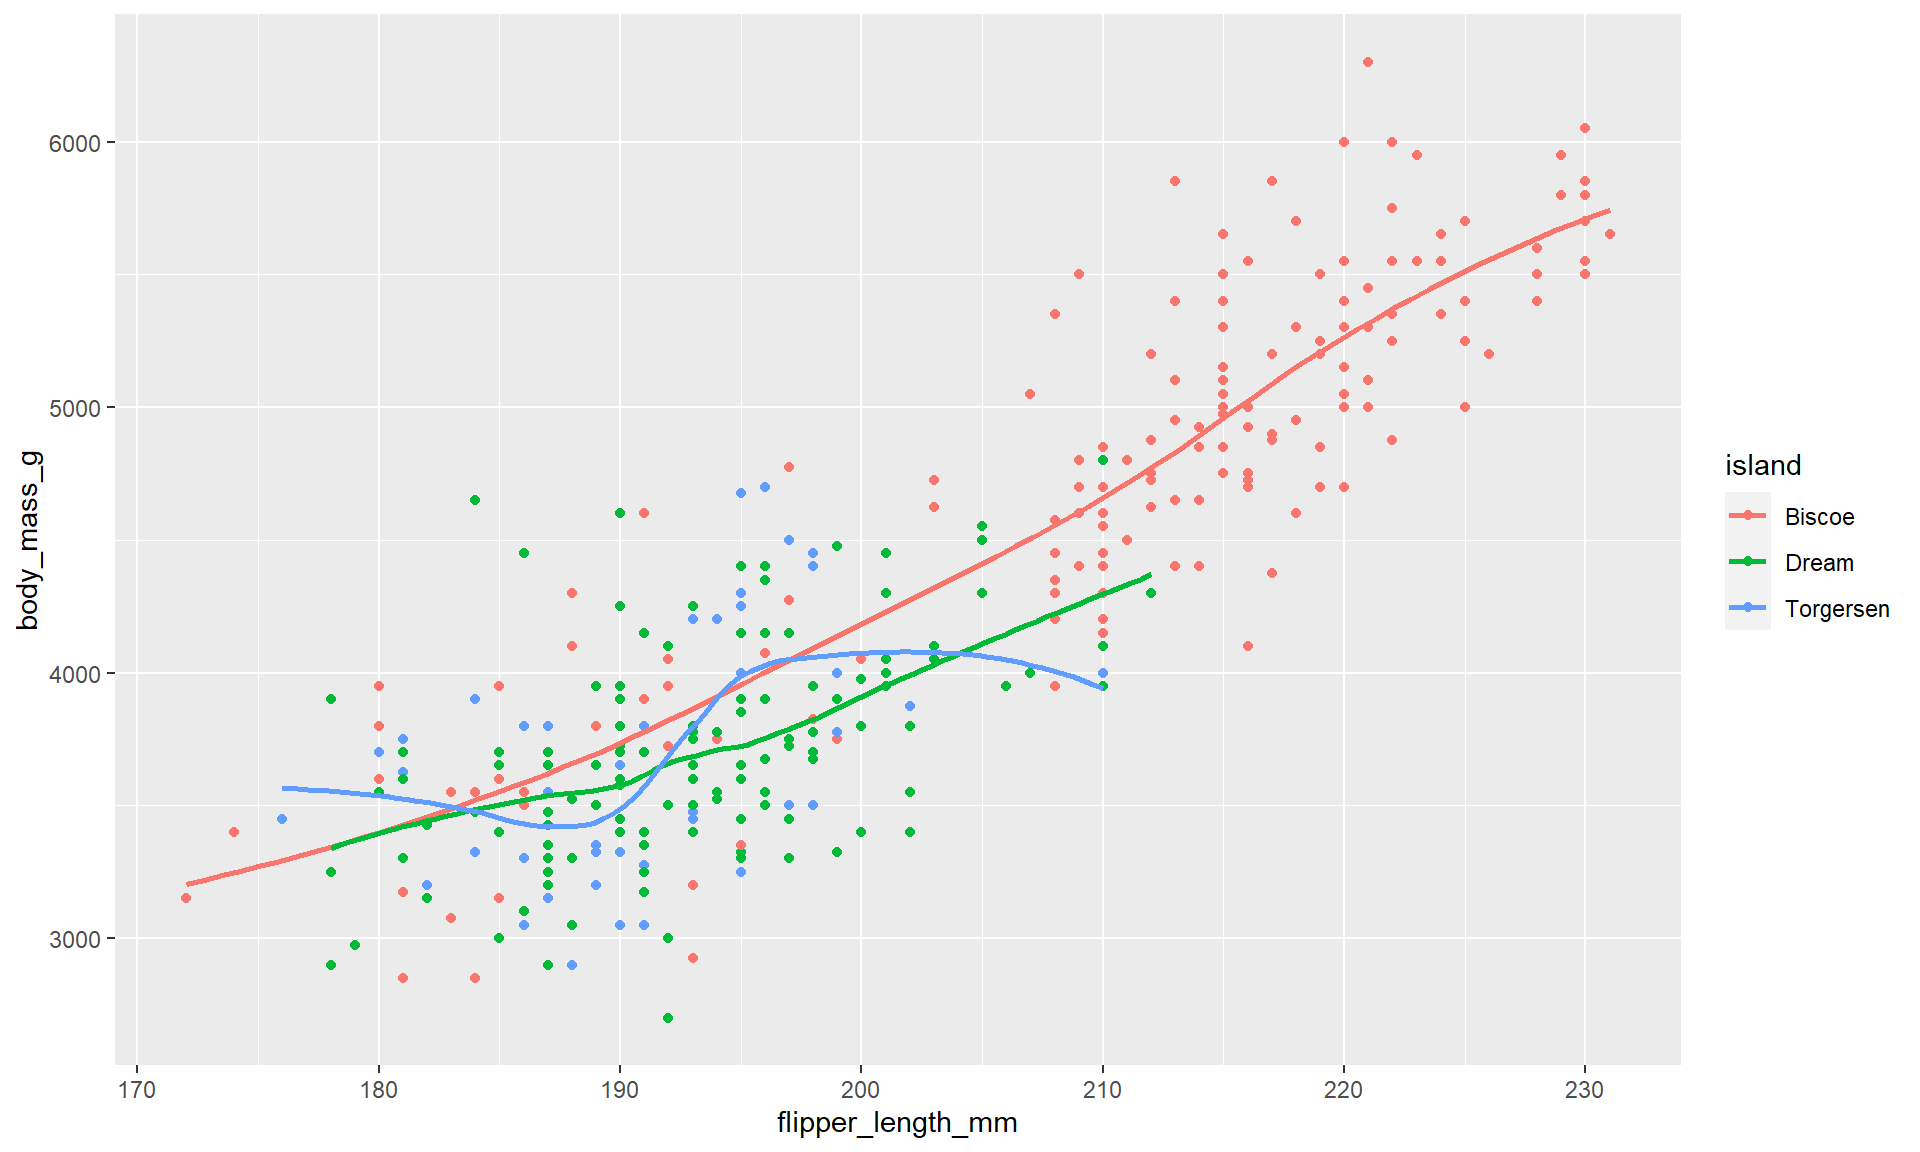 6000
5000
4000
3000
body_mass_g
170 180 190 200 210 220 230
flipper_length_mm
island
Biscoe
Dream
Torgersen